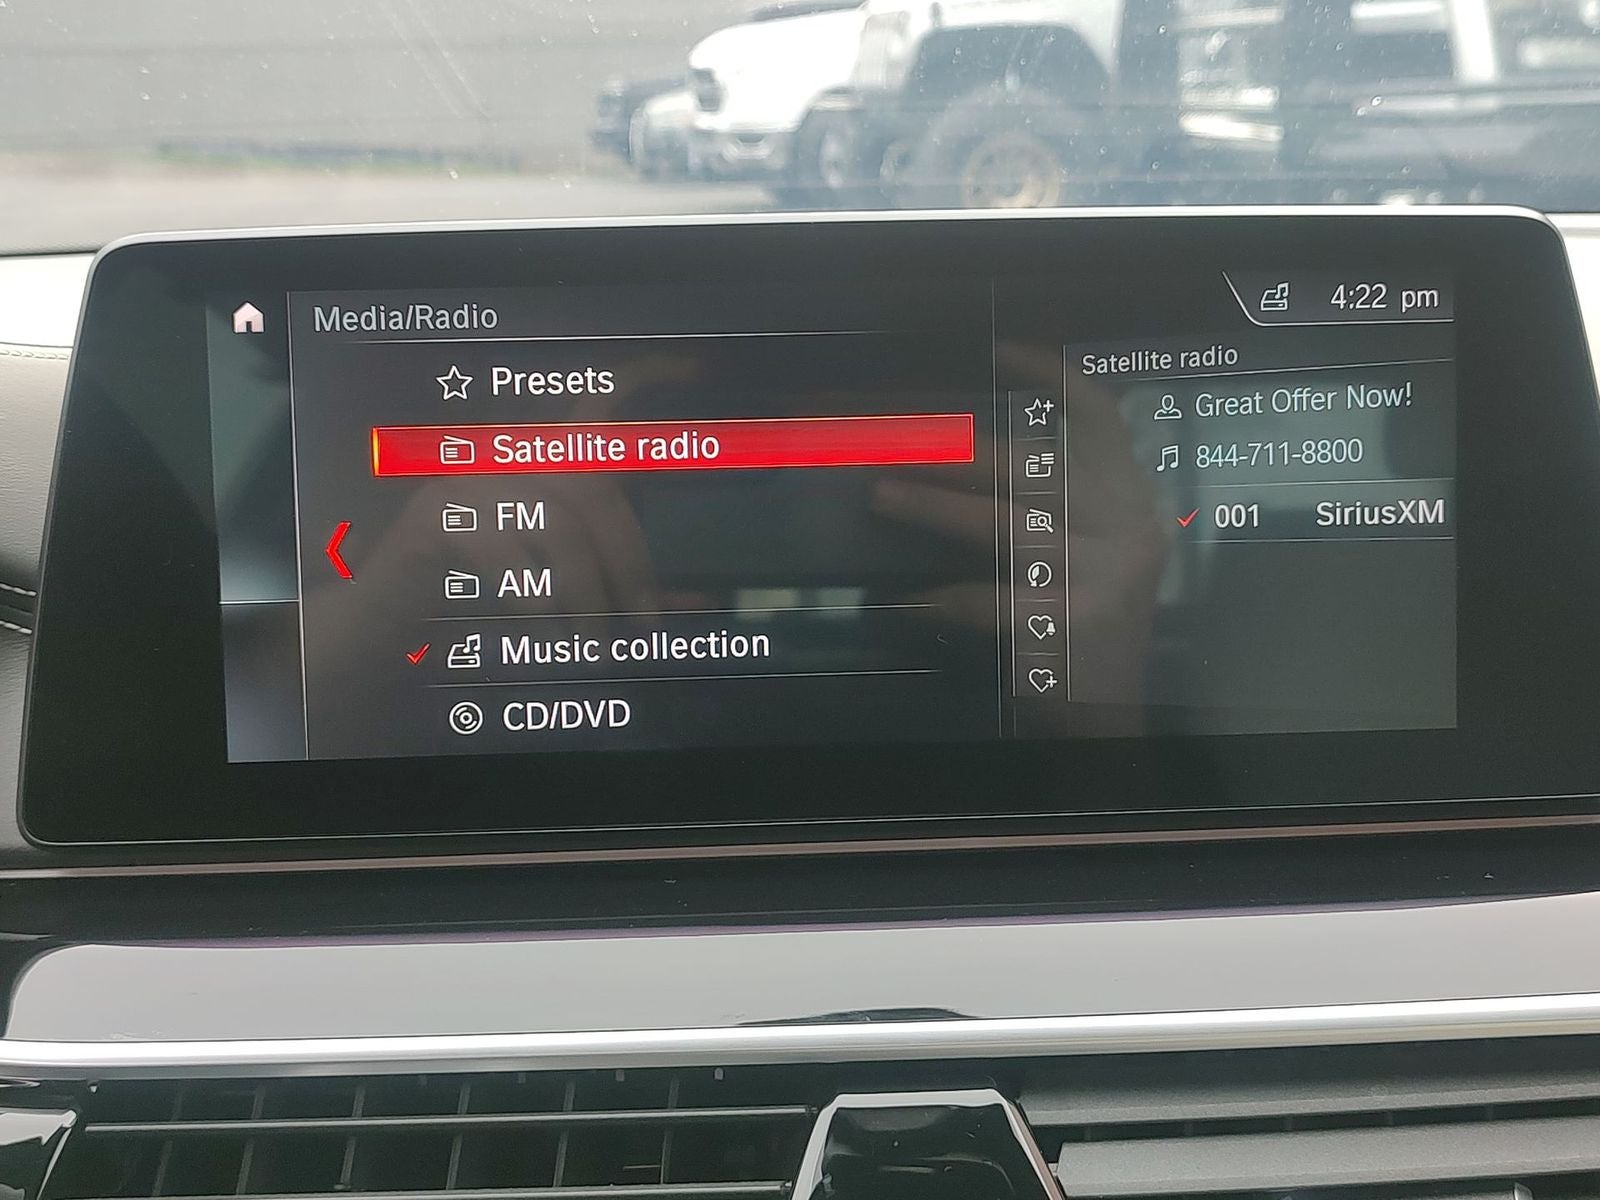 Media/Radio
Presets
Satellite radio
FM
AM
Music collection
CD/DVD
4:22 pm
Satellite radio
Great Offer Now!
844-711-8800
001 SiriusXM